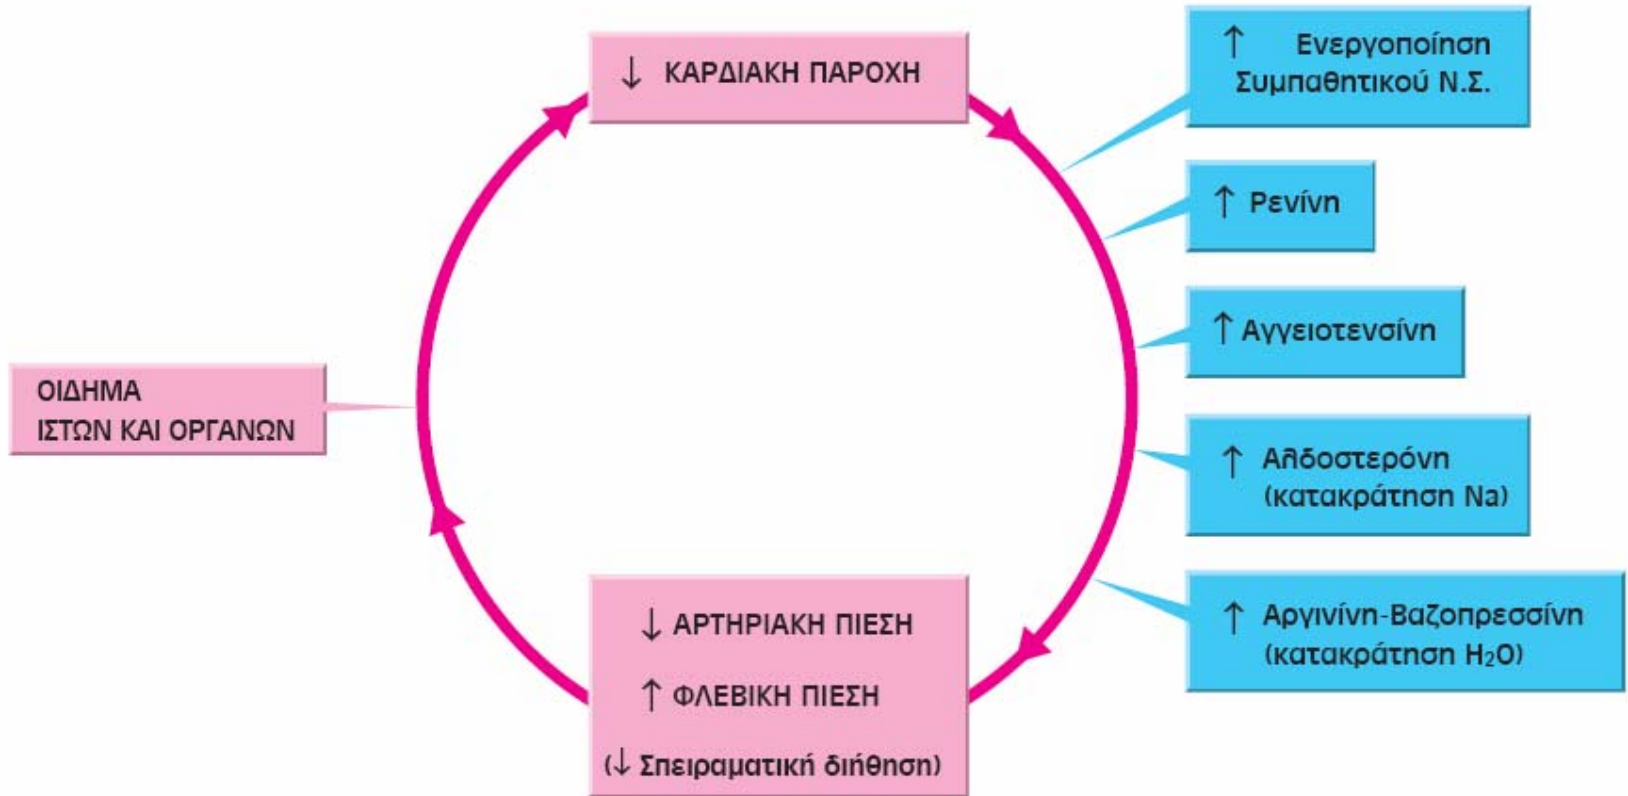 ↓ ΚΑΡΔΙΑΚΗ ΠΑΡΟΧΗ
↑ Ενεργοποίηση
Συμπαθητικού Ν.Σ.
↑ Ρενίνη
↑ Αγγειοτενσίνη
↑ Αλδοστερόνη
(κατακράτηση Na)
↑ Αργινίνη-Βαζοπρεσσίνη
(κατακράτηση H₂O)
↓ ΑΡΤΗΡΙΑΚΗ ΠΙΕΣΗ
↑ ΦΛΕΒΙΚΗ ΠΙΕΣΗ
(↓ Σπειραματική διήθηση)
ΟΙΔΗΜΑ
ΙΣΤΩΝ ΚΑΙ ΟΡΓΑΝΩΝ